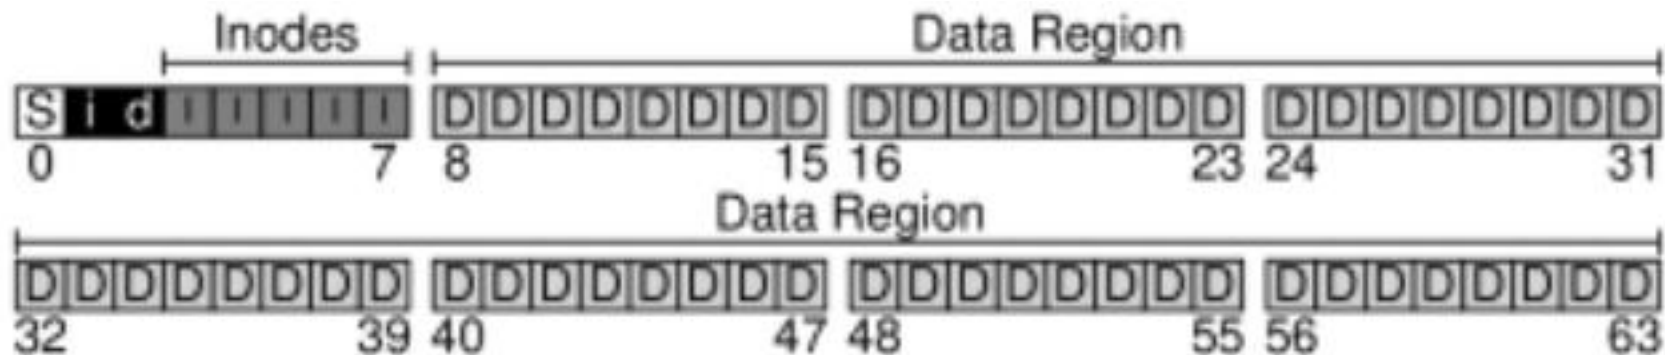 Inodes Data Region
S i d I I I I I D D D D D D D D D D D D D D D D D D D D D D D D
0 7 8 15 16 23 24 31
Data Region
D D D D D D D D D D D D D D D D D D D D D D D D D D D D D D D D
32 39 40 47 48 55 56 63